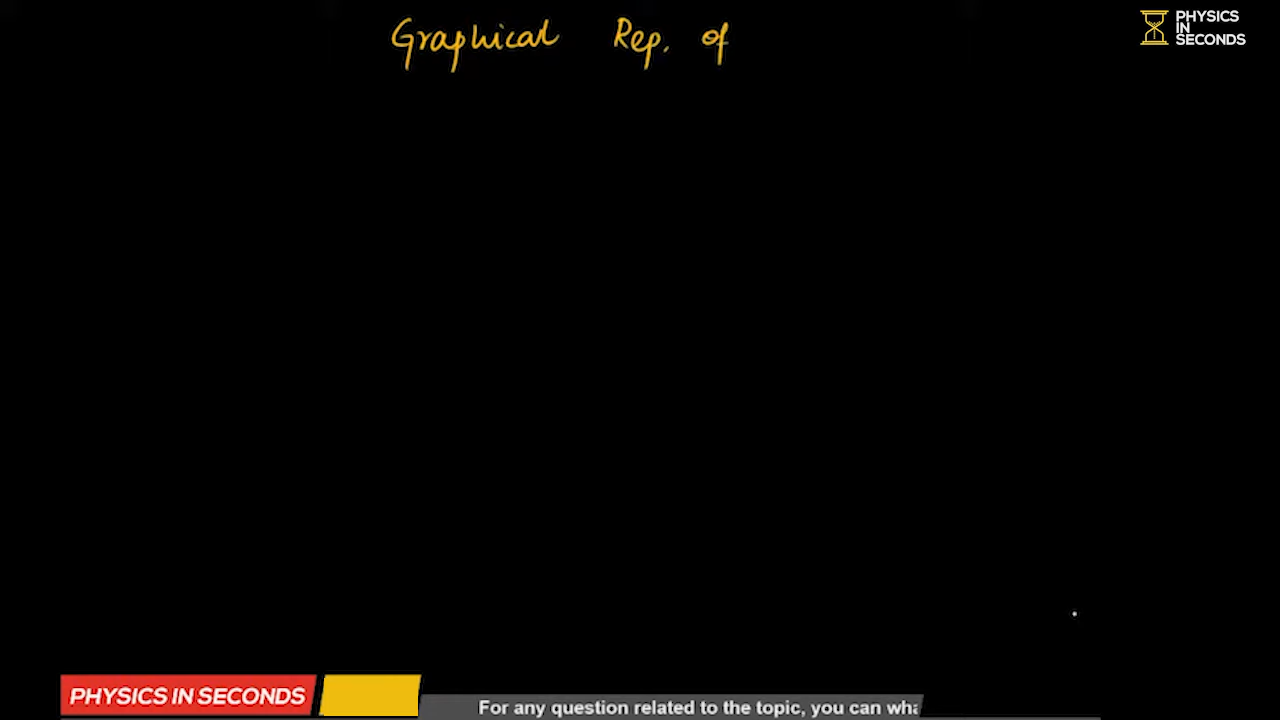 Graphical Rep. of
PHYSICS
IN
SECONDS
PHYSICS IN SECONDS
For any question related to the topic, you can wha